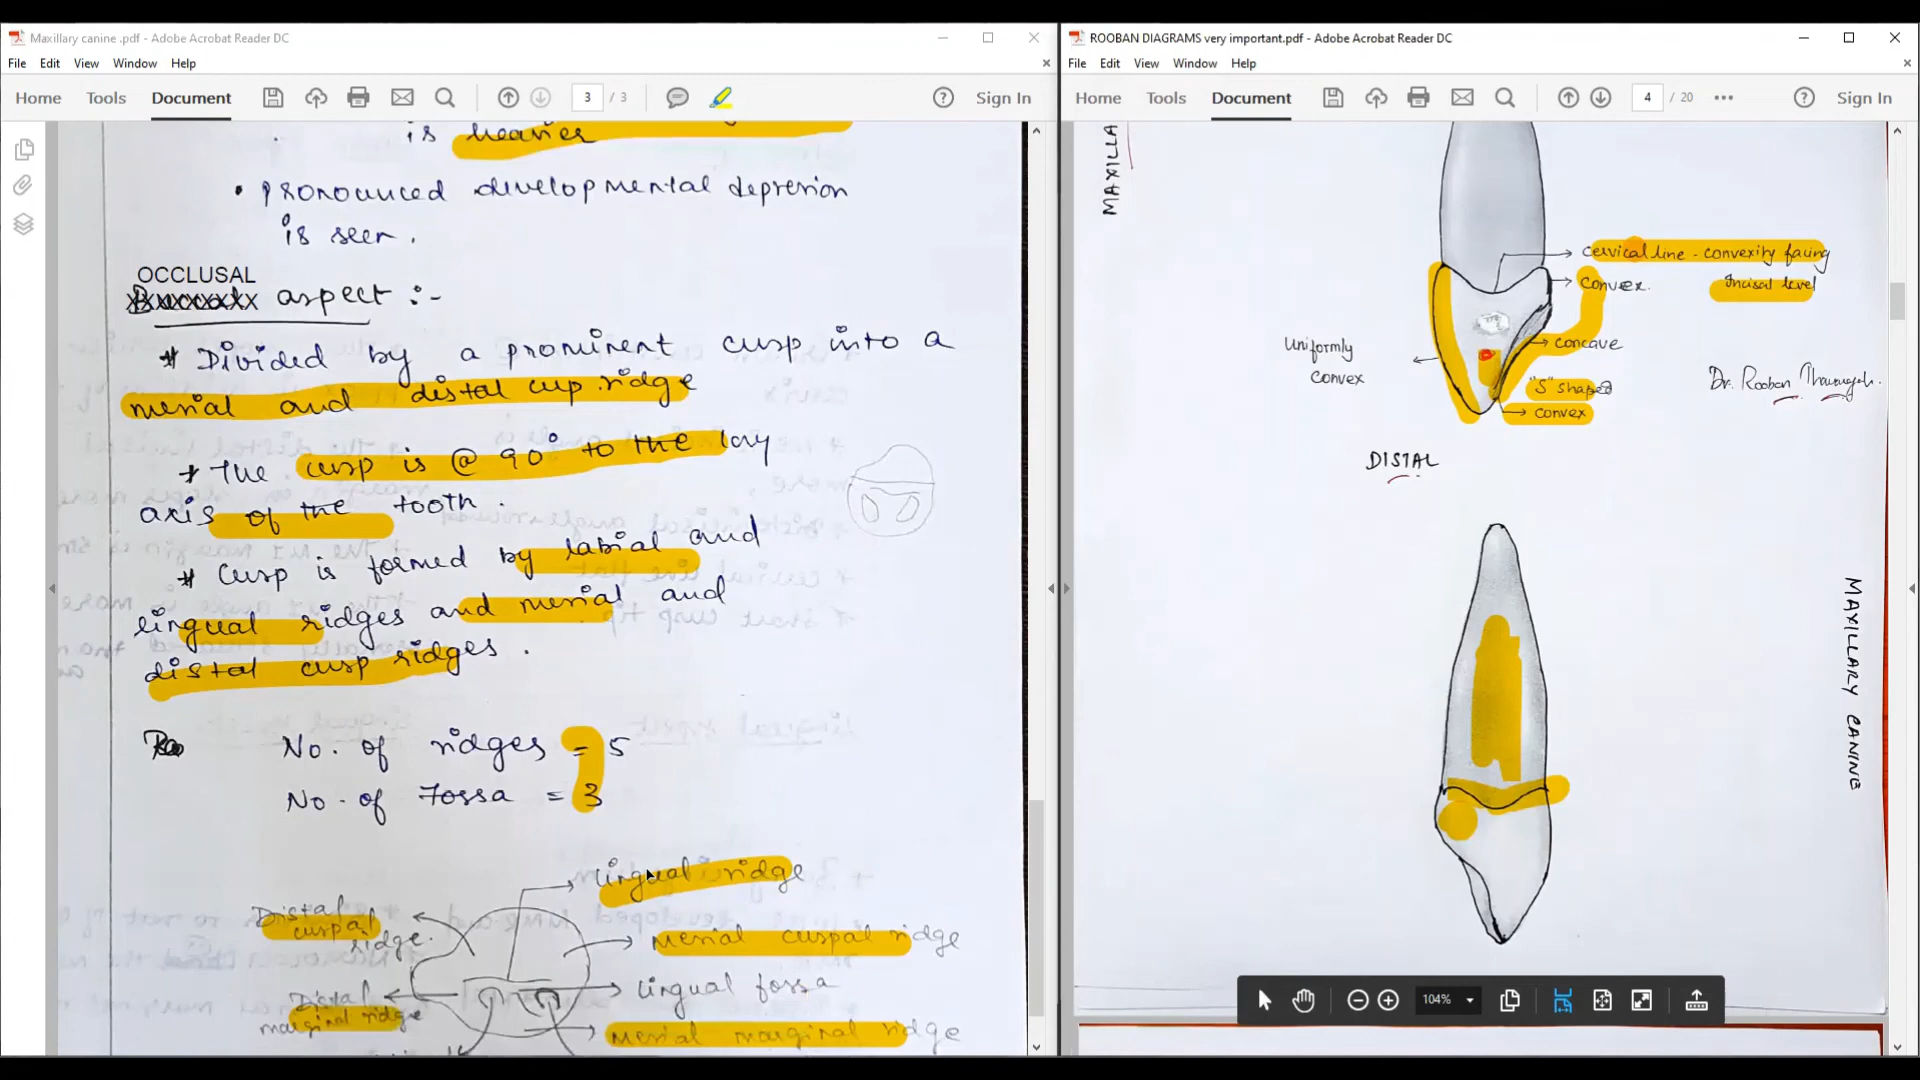 Maxillary canine .pdf - Adobe Acrobat Reader DC
File Edit View Window Help
Home Tools Document 3 / 3 Sign In
is heavier
• pronounced developmental depresion
is seen.
OCCLUSAL
XXXXXXXXX aspect :-
* Divided by a prominent cusp into a
mesial and distal cup ridge
* The cusp is @ 90° to the long
axis of the tooth.
* Cusp is formed by labial and
lingual ridges and mesial and
distal cusp ridges.
No. of ridges = 5
No. of Fossa = 3
lingual ridge
Distal
cuspal
ridge.
mesial cuspal ridge
lingual fossa
Distal
marginal ridge
mesial marginal ridge
ROOBAN DIAGRAMS very important.pdf - Adobe Acrobat Reader DC
File Edit View Window Help
Home Tools Document 4 / 20 Sign In
MAXILLA
Cervical line - convexity facing
Incisal level
Convex.
Uniformly
Convex
concave
"S" shaped
convex
Dr. Rooban
DISTAL
MAXILLARY CANINE
104%